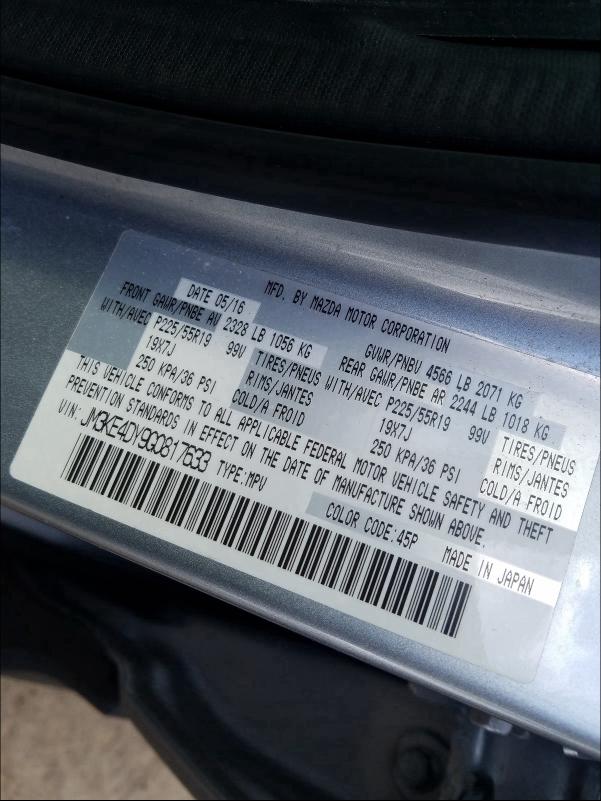 MFD. BY MAZDA MOTOR CORPORATION
DATE 05/16 GVWR/PNBV 4566 LB 2071 KG
FRONT GAWR/PNBE AV 2328 LB 1056 KG REAR GAWR/PNBE AR 2244 LB 1018 KG
WITH/AVEC P225/55R19 99V TIRES/PNEUS WITH/AVEC P225/55R19 99V TIRES/PNEUS
19X7J RIMS/JANTES 19X7J RIMS/JANTES
250 KPA/36 PSI COLD/A FROID 250 KPA/36 PSI COLD/A FROID
THIS VEHICLE CONFORMS TO ALL APPLICABLE FEDERAL MOTOR VEHICLE SAFETY AND THEFT
PREVENTION STANDARDS IN EFFECT ON THE DATE OF MANUFACTURE SHOWN ABOVE.
VIN: JM3KE4DY9G0817633 TYPE:MPV COLOR CODE:45P MADE IN JAPAN